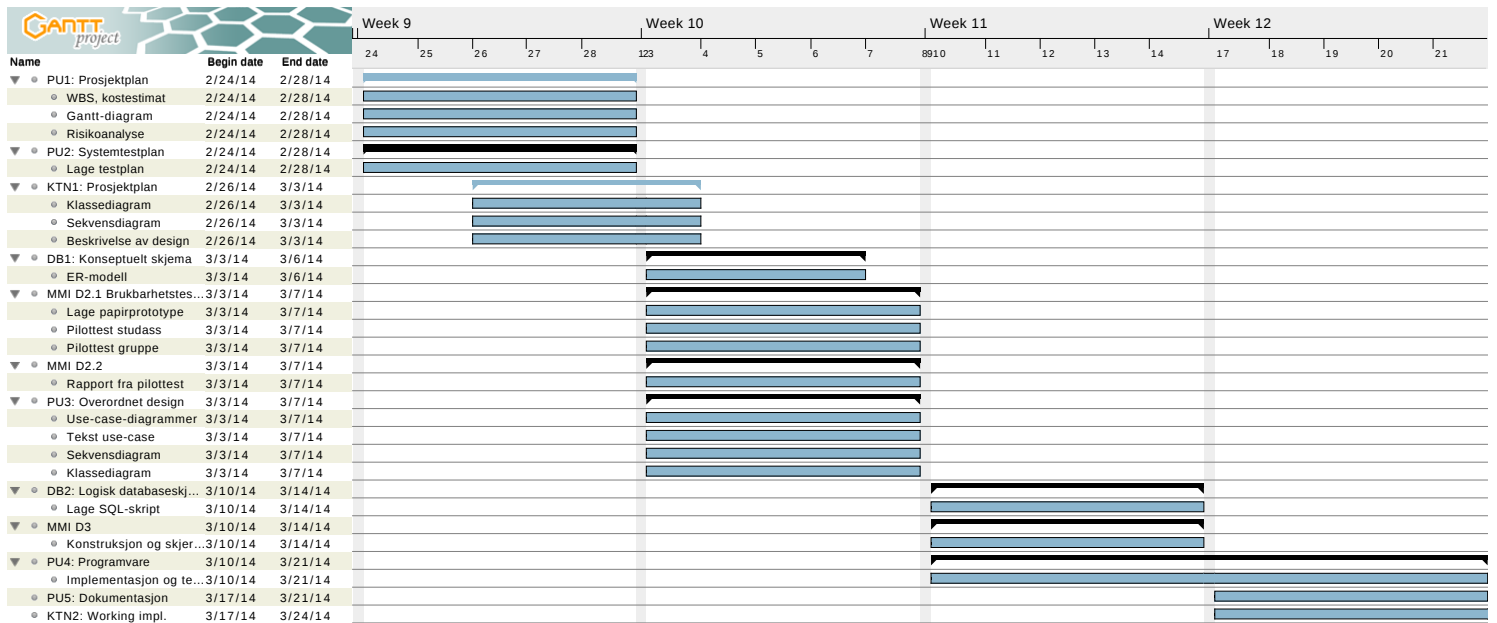 GANTT
project
Week 9 Week 10 Week 11 Week 12
24 25 26 27 28 1 2 3 4 5 6 7 8 9 10 11 12 13 14 17 18 19 20 21
Name Begin date End date
PU1: Prosjektplan 2/24/14 2/28/14
WBS, kostestimat 2/24/14 2/28/14
Gantt-diagram 2/24/14 2/28/14
Risikoanalyse 2/24/14 2/28/14
PU2: Systemtestplan 2/24/14 2/28/14
Lage testplan 2/24/14 2/28/14
KTN1: Prosjektplan 2/26/14 3/3/14
Klassediagram 2/26/14 3/3/14
Sekvensdiagram 2/26/14 3/3/14
Beskrivelse av design 2/26/14 3/3/14
DB1: Konseptuelt skjema 3/3/14 3/6/14
ER-modell 3/3/14 3/6/14
MMI D2.1 Brukbarhetstes... 3/3/14 3/7/14
Lage papirprototype 3/3/14 3/7/14
Pilottest studass 3/3/14 3/7/14
Pilottest gruppe 3/3/14 3/7/14
MMI D2.2 3/3/14 3/7/14
Rapport fra pilottest 3/3/14 3/7/14
PU3: Overordnet design 3/3/14 3/7/14
Use-case-diagrammer 3/3/14 3/7/14
Tekst use-case 3/3/14 3/7/14
Sekvensdiagram 3/3/14 3/7/14
Klassediagram 3/3/14 3/7/14
DB2: Logisk databaseskj... 3/10/14 3/14/14
Lage SQL-skript 3/10/14 3/14/14
MMI D3 3/10/14 3/14/14
Konstruksjon og skjer... 3/10/14 3/14/14
PU4: Programvare 3/10/14 3/21/14
Implementasjon og te... 3/10/14 3/21/14
PU5: Dokumentasjon 3/17/14 3/21/14
KTN2: Working impl. 3/17/14 3/24/14